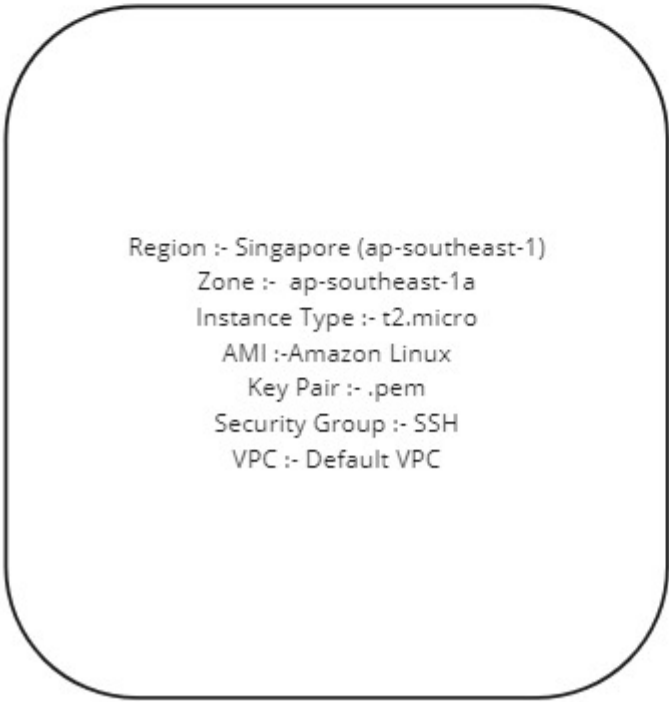 Region :- Singapore (ap-southeast-1)
Zone :-  ap-southeast-1a
Instance Type :- t2.micro
AMI :-Amazon Linux
Key Pair :- .pem
Security Group :- SSH
VPC :- Default VPC